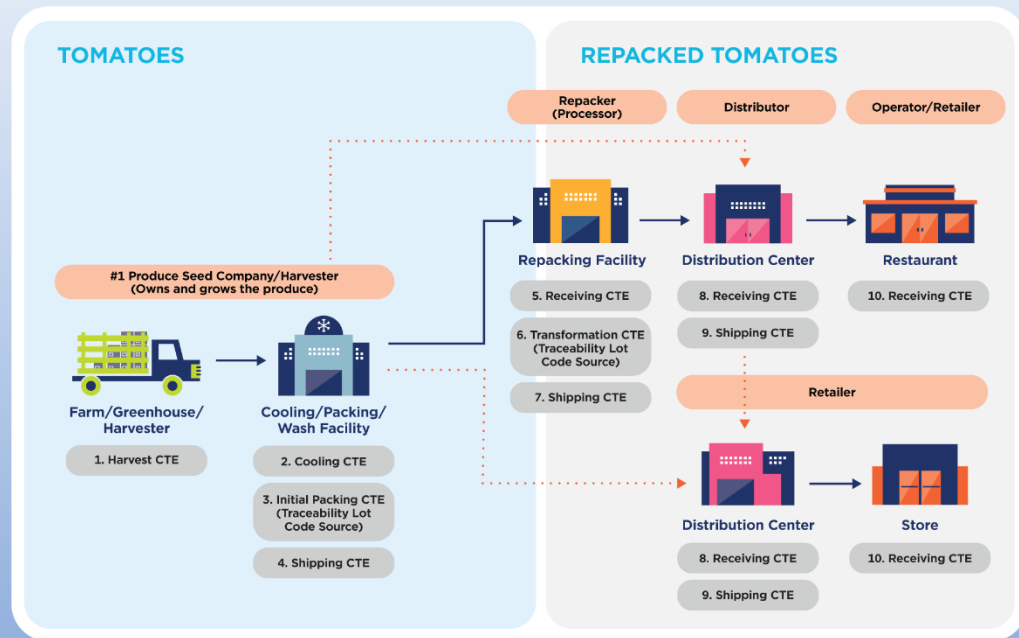 TOMATOES
REPACKED TOMATOES
Repacker
(Processor)
Distributor
Operator/Retailer
#1 Produce Seed Company/Harvester
(Owns and grows the produce)
Repacking Facility
Distribution Center
Restaurant
5. Receiving CTE
6. Transformation CTE
(Traceability Lot
Code Source)
7. Shipping CTE
8. Receiving CTE
9. Shipping CTE
10. Receiving CTE
Farm/Greenhouse/
Harvester
1. Harvest CTE
Cooling/Packing/
Wash Facility
2. Cooling CTE
3. Initial Packing CTE
(Traceability Lot
Code Source)
4. Shipping CTE
Retailer
Distribution Center
Store
8. Receiving CTE
9. Shipping CTE
10. Receiving CTE